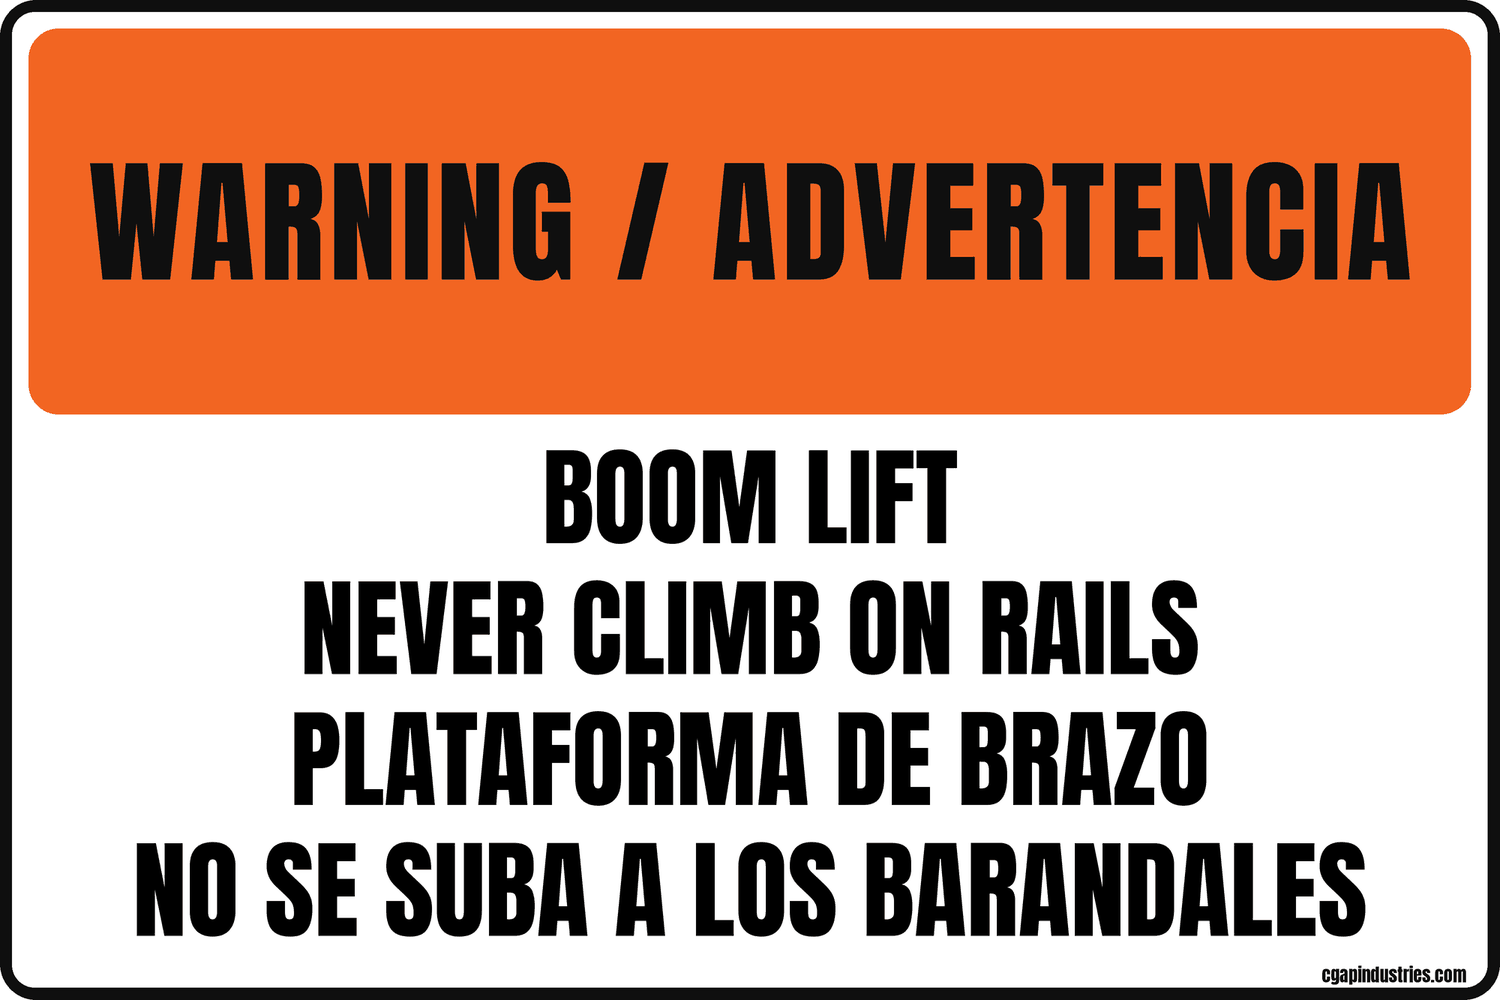 WARNING / ADVERTENCIA
BOOM LIFT
NEVER CLIMB ON RAILS
PLATAFORMA DE BRAZO
NO SE SUBA A LOS BARANDALES
cgapindustries.com